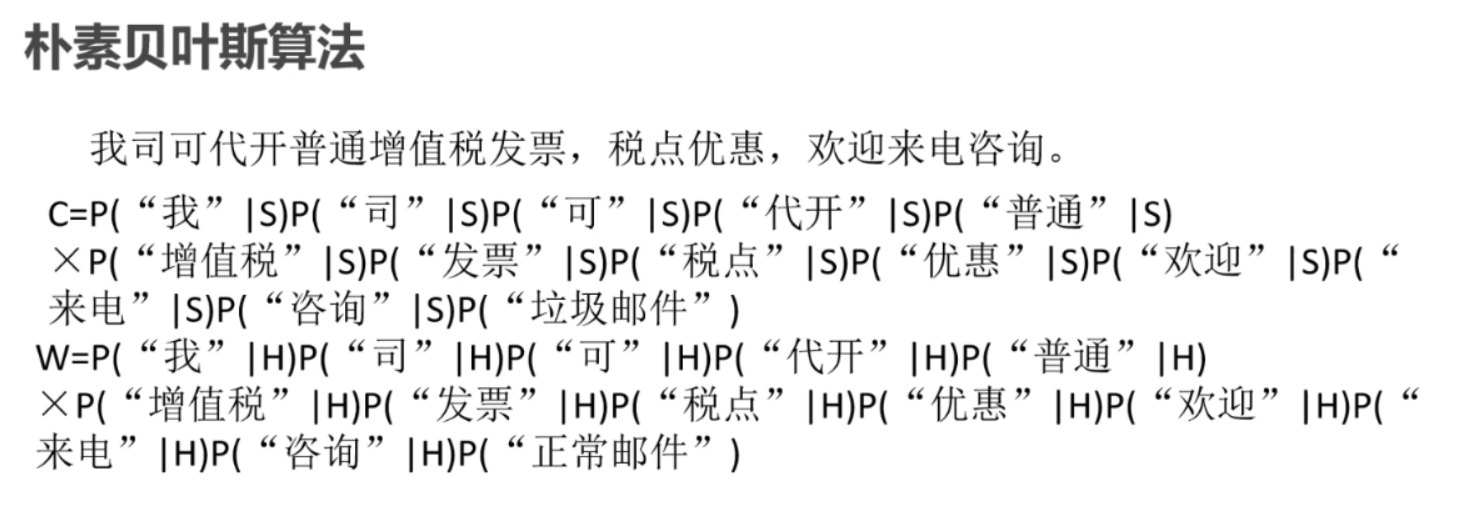 朴素贝叶斯算法
我司可代开普通增值税发票，税点优惠，欢迎来电咨询。
C=P(“我”|S)P(“司”|S)P(“可”|S)P(“代开”|S)P(“普通”|S)
×P(“增值税”|S)P(“发票”|S)P(“税点”|S)P(“优惠”|S)P(“欢迎”|S)P(“
来电”|S)P(“咨询”|S)P(“垃圾邮件”)
W=P(“我”|H)P(“司”|H)P(“可”|H)P(“代开”|H)P(“普通”|H)
×P(“增值税”|H)P(“发票”|H)P(“税点”|H)P(“优惠”|H)P(“欢迎”|H)P(“
来电”|H)P(“咨询”|H)P(“正常邮件”)